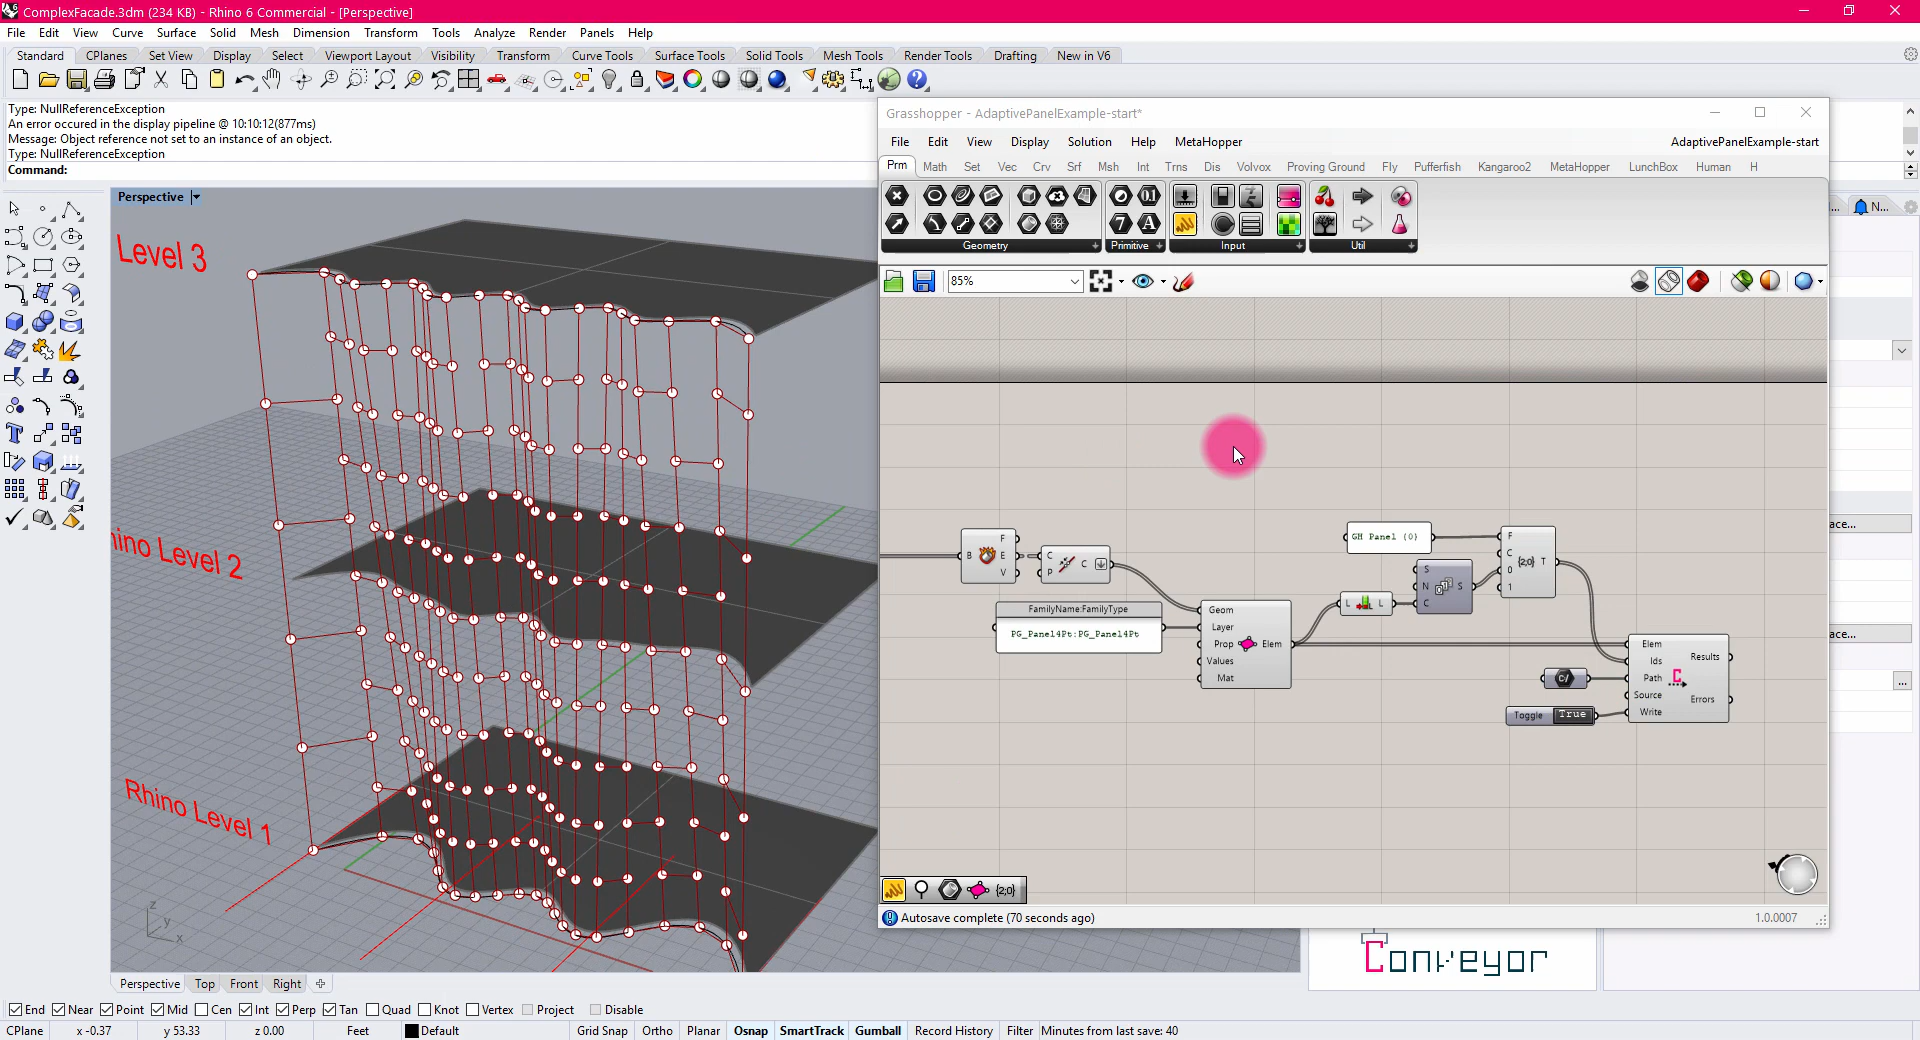 ComplexFacade.3dm (234 KB) - Rhino 6 Commercial - [Perspective]
File Edit View Curve Surface Solid Mesh Dimension Transform Tools Analyze Render Panels Help
Standard CPlanes Set View Display Select Viewport Layout Visibility Transform Curve Tools Surface Tools Solid Tools Mesh Tools Render Tools Drafting New in V6
Type: NullReferenceException
An error occured in the display pipeline @ 10:10:12(877ms)
Message: Object reference not set to an instance of an object.
Type: NullReferenceException
Command:
Perspective
Level 3
hino Level 2
Rhino Level 1
z
y
x
Grasshopper - AdaptivePanelExample-start*
File Edit View Display Solution Help MetaHopper AdaptivePanelExample-start
Prm Math Set Vec Crv Srf Msh Int Trns Dis Volvox Proving Ground Fly Pufferfish Kangaroo2 MetaHopper LunchBox Human H
Geometry Primitive Input Util
85%
B F E V
C P C
FamilyName:FamilyType
PG_Panel4Pt:PG_Panel4Pt
Geom
Layer
Prop Elem
Values
Mat
GH Panel {0}
L L
S
N S
C
F
C
0 {2;0} T
1
C/
Toggle True
Elem
Ids Results
Path
Source Errors
Write
{2;0}
Autosave complete (70 seconds ago) 1.0.0007
N...
ace...
ace...
...
Conveyor
Perspective Top Front Right
End Near Point Mid Cen Int Perp Tan Quad Knot Vertex Project Disable
CPlane x -0.37 y 53.33 z 0.00 Feet Default Grid Snap Ortho Planar Osnap SmartTrack Gumball Record History Filter Minutes from last save: 40